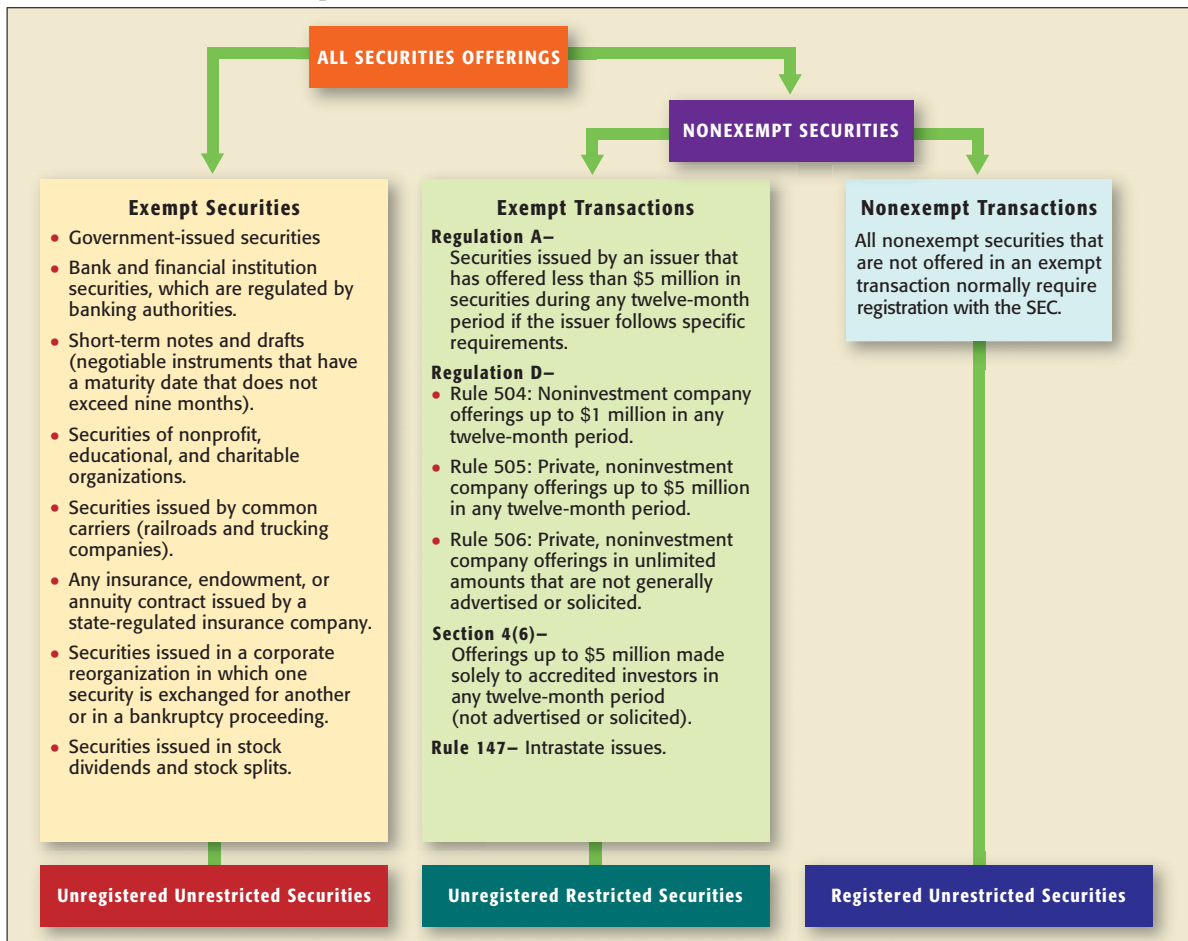 ALL SECURITIES OFFERINGS
NONEXEMPT SECURITIES
Exempt Securities
• Government-issued securities
• Bank and financial institution
securities, which are regulated by
banking authorities.
• Short-term notes and drafts
(negotiable instruments that have
a maturity date that does not
exceed nine months).
• Securities of nonprofit,
educational, and charitable
organizations.
• Securities issued by common
carriers (railroads and trucking
companies).
• Any insurance, endowment, or
annuity contract issued by a
state-regulated insurance company.
• Securities issued in a corporate
reorganization in which one
security is exchanged for another
or in a bankruptcy proceeding.
• Securities issued in stock
dividends and stock splits.
Unregistered Unrestricted Securities
Exempt Transactions
Regulation A–
Securities issued by an issuer that
has offered less than $5 million in
securities during any twelve-month
period if the issuer follows specific
requirements.
Regulation D–
• Rule 504: Noninvestment company
offerings up to $1 million in any
twelve-month period.
• Rule 505: Private, noninvestment
company offerings up to $5 million
in any twelve-month period.
• Rule 506: Private, noninvestment
company offerings in unlimited
amounts that are not generally
advertised or solicited.
Section 4(6)–
Offerings up to $5 million made
solely to accredited investors in
any twelve-month period
(not advertised or solicited).
Rule 147– Intrastate issues.
Unregistered Restricted Securities
Nonexempt Transactions
All nonexempt securities that
are not offered in an exempt
transaction normally require
registration with the SEC.
Registered Unrestricted Securities